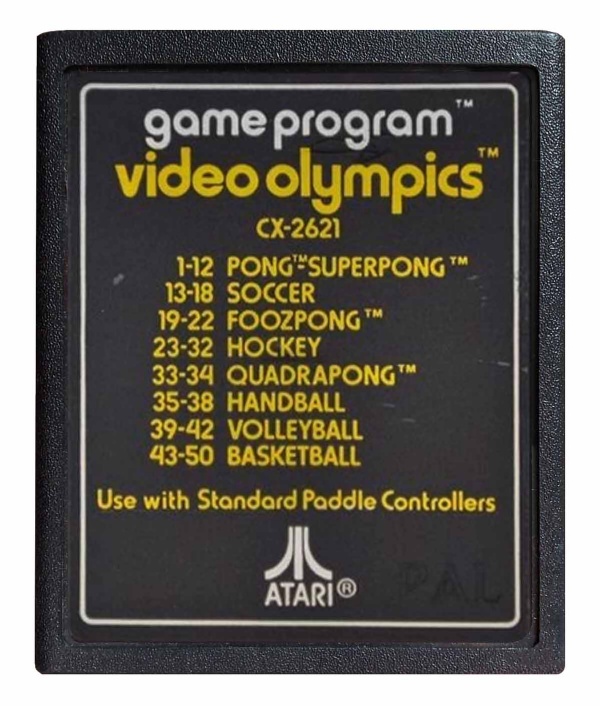 game program™
video olympics™
CX-2621
1-12 PONG™-SUPERPONG™
13-18 SOCCER
19-22 FOOZPONG™
23-32 HOCKEY
33-34 QUADRAPONG™
35-38 HANDBALL
39-42 VOLLEYBALL
43-50 BASKETBALL
Use with Standard Paddle Controllers
ATARI®
PAL